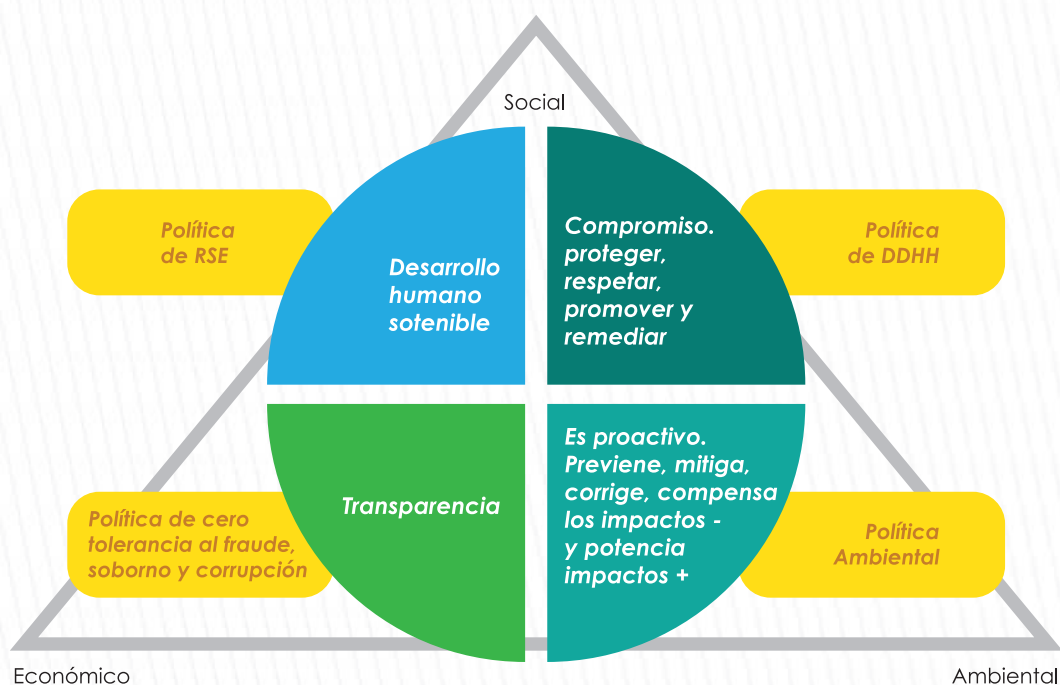 Social
Política
de RSE
Desarrollo
humano
sotenible
Compromiso.
proteger,
respetar,
promover y
remediar
Política
de DDHH
Política de cero
tolerancia al fraude,
soborno y corrupción
Transparencia
Es proactivo.
Previene, mitiga,
corrige, compensa
los impactos -
y potencia
impactos +
Política
Ambiental
Económico
Ambiental